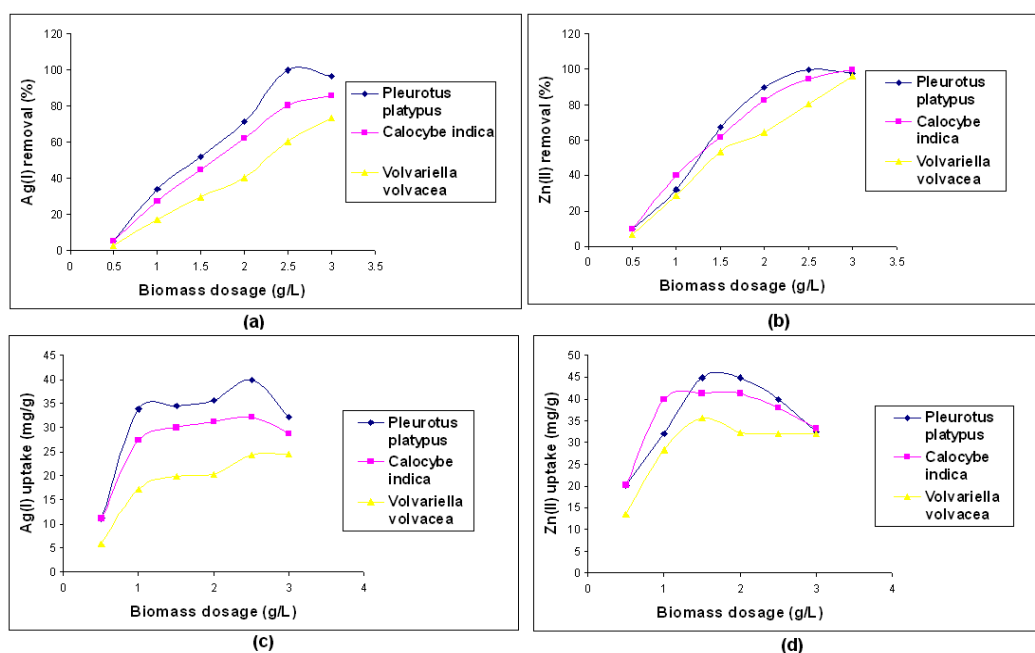 120
100
80
60
40
20
0
Ag(I) removal (%)
0 0.5 1 1.5 2 2.5 3 3.5
Biomass dosage (g/L)
Pleurotus
platypus
Calocybe indica
Volvariella
volvacea
(a)
120
100
80
60
40
20
0
Zn(II) removal (%)
0 0.5 1 1.5 2 2.5 3 3.5
Biomass dosage (g/L)
Pleurotus
platypus
Calocybe
indica
Volvariella
volvacea
(b)
45
40
35
30
25
20
15
10
5
0
Ag(I) uptake (mg/g)
0 1 2 3 4
Biomass dosage (g/L)
Pleurotus
platypus
Calocybe
indica
Volvariella
volvacea
(c)
50
45
40
35
30
25
20
15
10
5
0
Zn(II) uptake (mg/g)
0 1 2 3 4
Biomass dosage (g/L)
Pleurotus
platypus
Calocybe
indica
Volvariella
volvacea
(d)